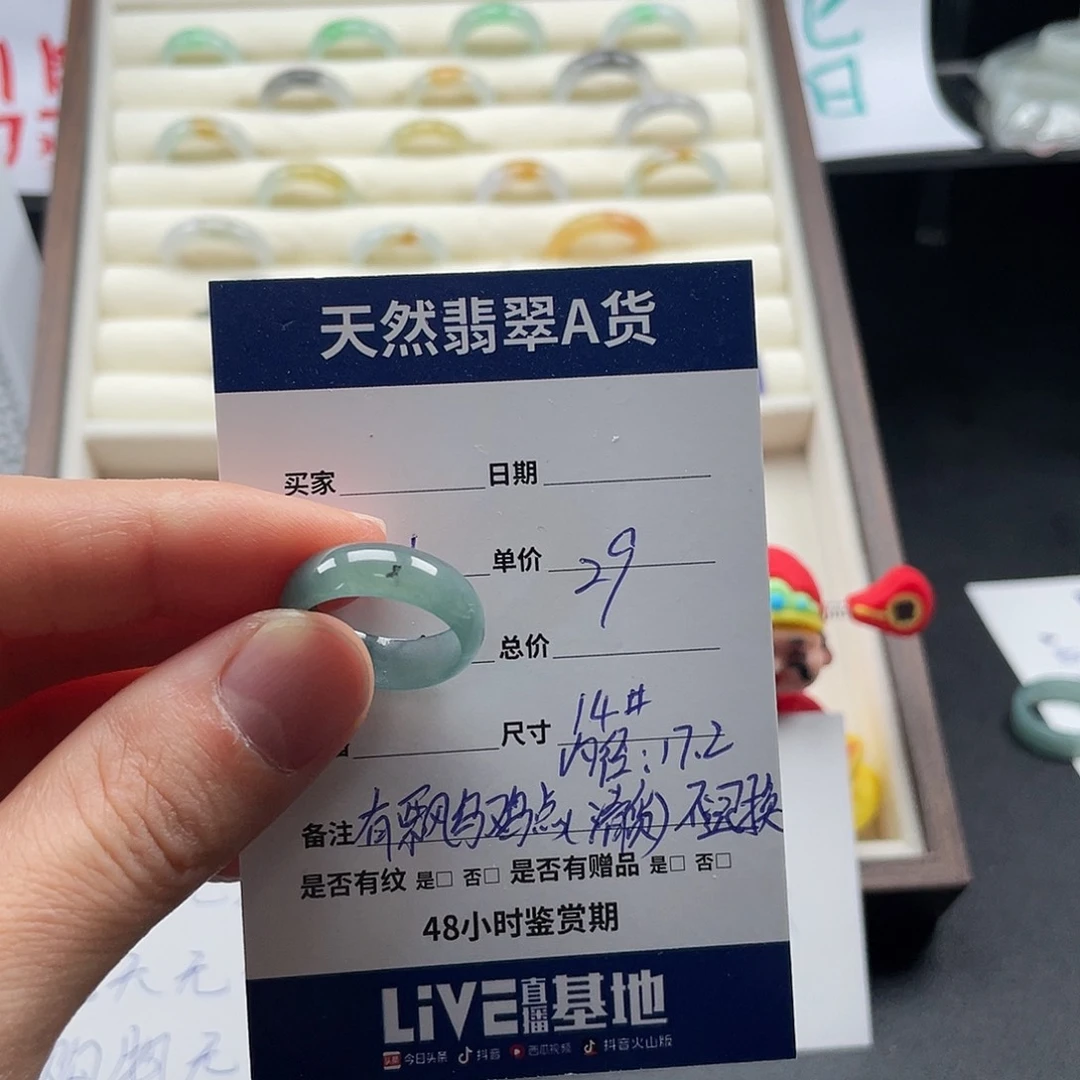 天然翡翠A货
买家 日期
单价 29
总价
尺寸 14#
内径:17.2
备注 有飘乌鸡点(清货)不退换
是否有纹 是□ 否□ 是否有赠品 是□ 否□
48小时鉴赏期
LiVE直播基地
头条 今日头条 抖音 西瓜视频 抖音火山版